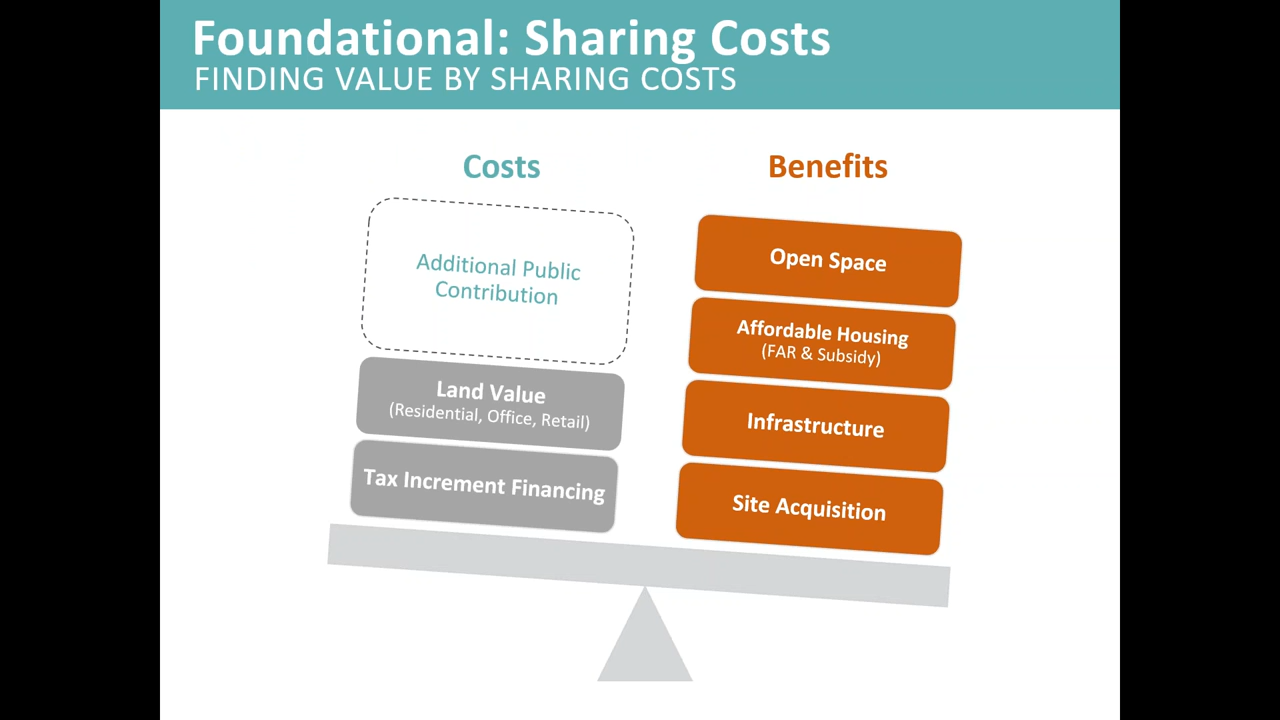 Foundational: Sharing Costs
FINDING VALUE BY SHARING COSTS
Costs
Additional Public
Contribution
Land Value
(Residential, Office, Retail)
Tax Increment Financing
Benefits
Open Space
Affordable Housing
(FAR & Subsidy)
Infrastructure
Site Acquisition